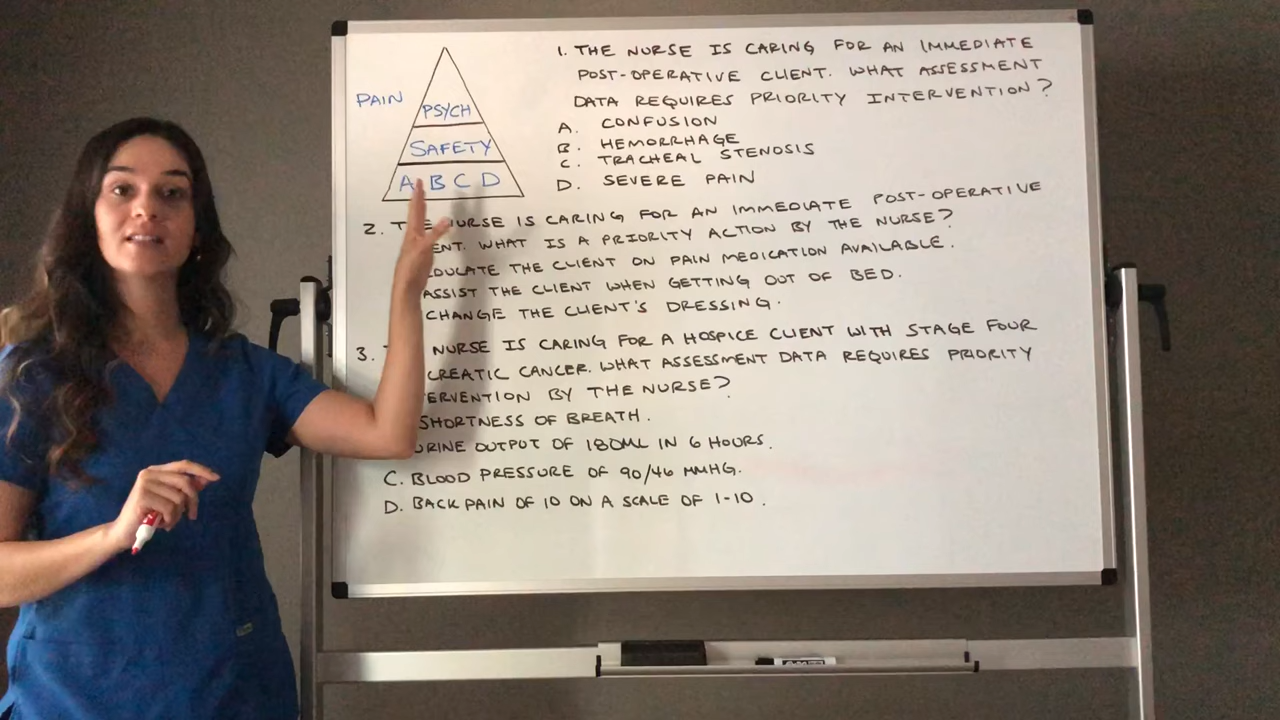 PAIN
PSYCH
SAFETY
A B C D
1. THE NURSE IS CARING FOR AN IMMEDIATE
POST-OPERATIVE CLIENT. WHAT ASSESSMENT
DATA REQUIRES PRIORITY INTERVENTION?
A. CONFUSION
B. HEMORRHAGE
C. TRACHEAL STENOSIS
D. SEVERE PAIN
2. THE NURSE IS CARING FOR AN IMMEDIATE POST-OPERATIVE
WHAT IS A PRIORITY ACTION BY THE NURSE?
THE CLIENT ON PAIN MEDICATION AVAILABLE.
ASSIST THE CLIENT WHEN GETTING OUT OF BED.
CHANGE THE CLIENT'S DRESSING.
3. NURSE IS CARING FOR A HOSPICE CLIENT WITH STAGE FOUR
CANCER. WHAT ASSESSMENT DATA REQUIRES PRIORITY
BY THE NURSE?
SHORTNESS OF BREATH.
URINE OUTPUT OF 180ML IN 6 HOURS.
C. BLOOD PRESSURE OF 90/46 MMHG.
D. BACK PAIN OF 10 ON A SCALE OF 1-10.